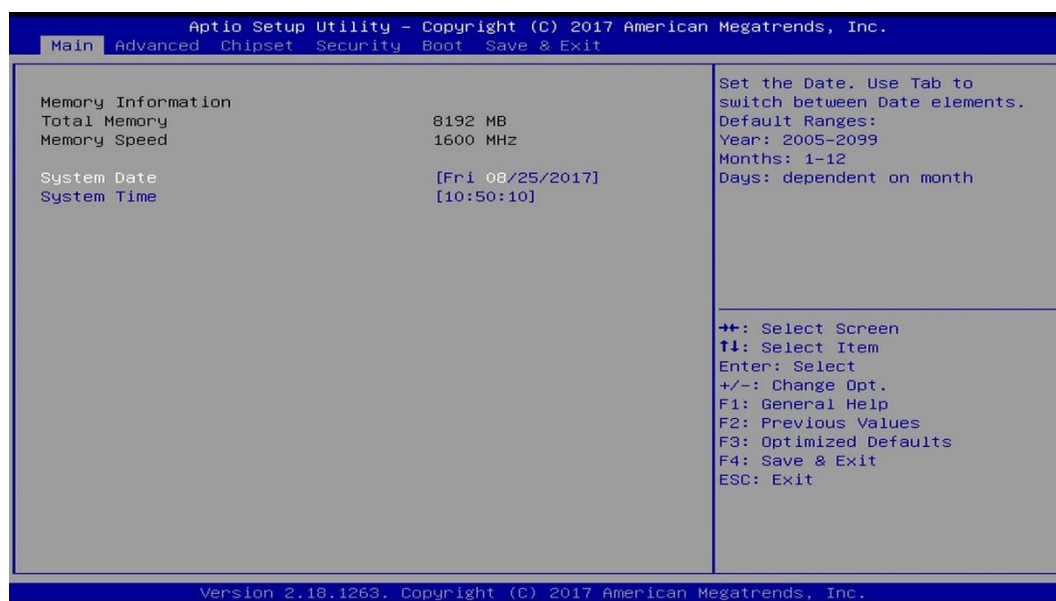 Aptio Setup Utility – Copyright (C) 2017 American Megatrends, Inc.
Main Advanced Chipset Security Boot Save & Exit
Memory Information
Total Memory 8192 MB
Memory Speed 1600 MHz
System Date [Fri 08/25/2017]
System Time [10:50:10]
Set the Date. Use Tab to
switch between Date elements.
Default Ranges:
Year: 2005-2099
Months: 1-12
Days: dependent on month
→←: Select Screen
↑↓: Select Item
Enter: Select
+/-: Change Opt.
F1: General Help
F2: Previous Values
F3: Optimized Defaults
F4: Save & Exit
ESC: Exit
Version 2.18.1263. Copyright (C) 2017 American Megatrends, Inc.